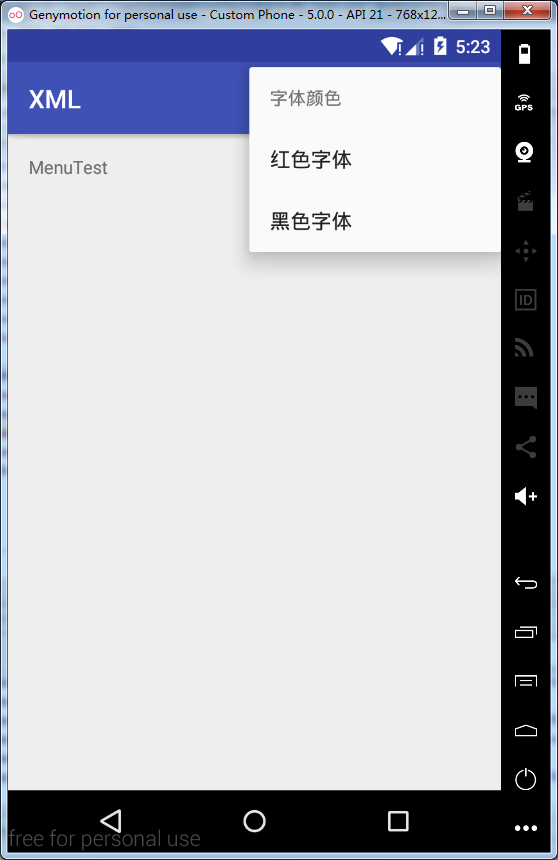 Genymotion for personal use - Custom Phone - 5.0.0 - API 21 - 768x12...
5:23
XML
字体颜色
红色字体
黑色字体
MenuTest
GPS
ID
free for personal use